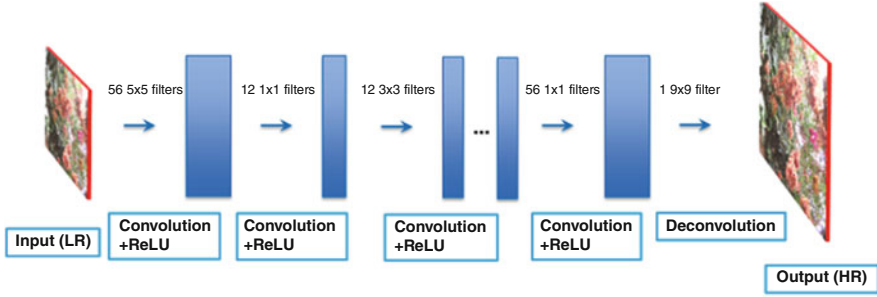 56 5x5 filters
12 1x1 filters
12 3x3 filters
...
56 1x1 filters
1 9x9 filter
Input (LR)
Convolution
+ReLU
Convolution
+ReLU
Convolution
+ReLU
Convolution
+ReLU
Deconvolution
Output (HR)